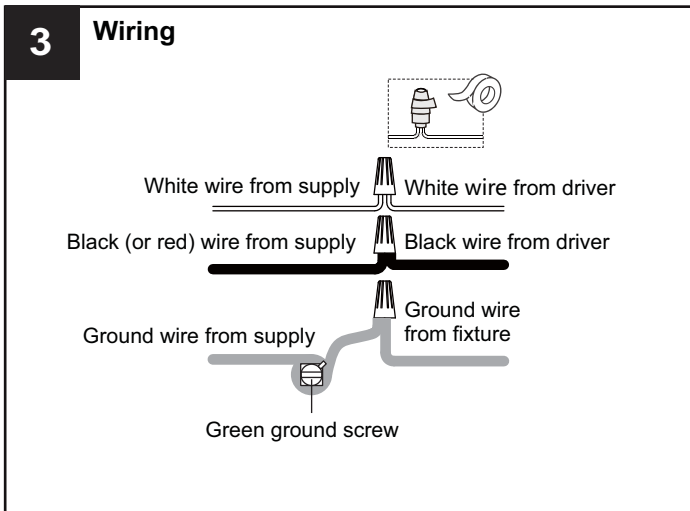 3
Wiring
White wire from supply
White wire from driver
Black (or red) wire from supply
Black wire from driver
Ground wire
from fixture
Ground wire from supply
Green ground screw